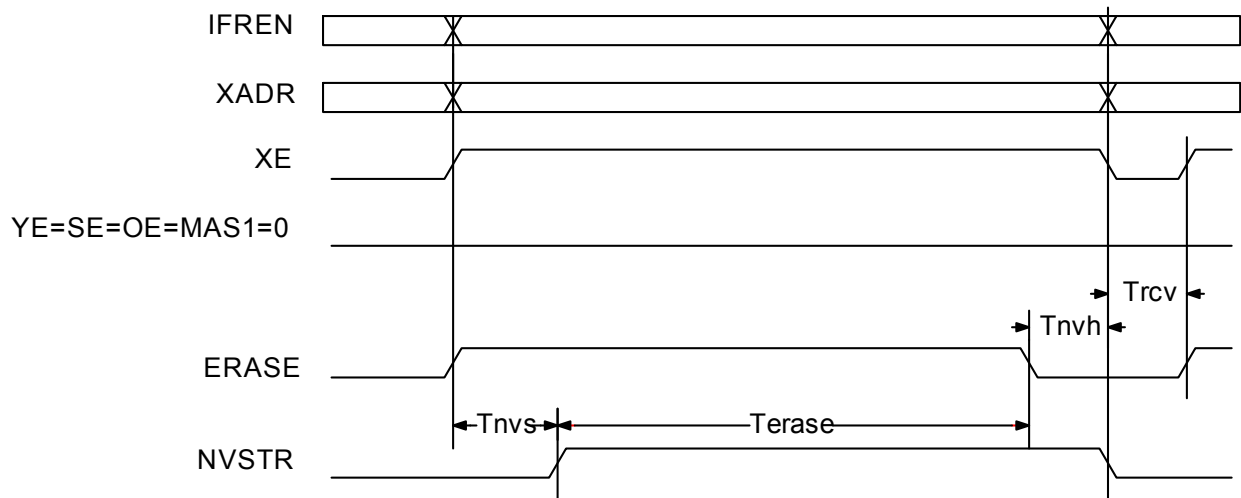 IFREN
XADR
XE
YE=SE=OE=MAS1=0
Trcv
Tnvh
ERASE
Tnvs Terase
NVSTR